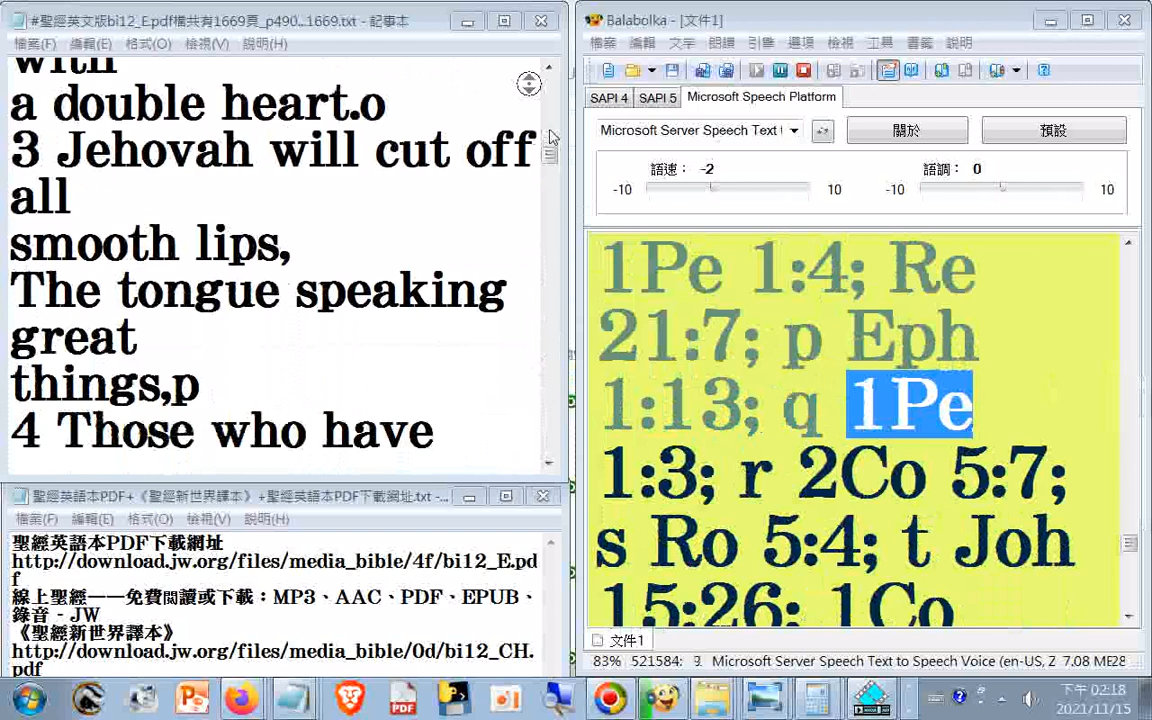 #聖經英文版bi12_E.pdf檔共有1669頁_p490...1669.txt - 記事本
檔案(F) 編輯(E) 格式(O) 檢視(V) 說明(H)
with
a double heart.o
3 Jehovah will cut off
all
smooth lips,
The tongue speaking
great
things,p
4 Those who have
聖經英語本PDF+《聖經新世界譯本》+聖經英語本PDF下載網址.txt -...
檔案(F) 編輯(E) 格式(O) 檢視(V) 說明(H)
聖經英語本PDF下載網址
http://download.jw.org/files/media_bible/4f/bi12_E.pd
f
線上聖經——免費閱讀或下載：MP3、AAC、PDF、EPUB、
錄音 - JW
《聖經新世界譯本》
http://download.jw.org/files/media_bible/0d/bi12_CH.
pdf
Balabolka - [文件1]
檔案 編輯 文字 朗讀 引擎 選項 檢視 工具 書籤 說明
SAPI 4 SAPI 5 Microsoft Speech Platform
Microsoft Server Speech Text 關於 預設
語速： -2 語調： 0
-10 10 -10 10
1Pe 1:4; Re
21:7; p Eph
1:13; q 1Pe
1:3; r 2Co 5:7;
s Ro 5:4; t Joh
15:26; 1Co
文件1
83% 521584: Microsoft Server Speech Text to Speech Voice (en-US, Z 7.08 ME28
下午 02:18
2021/11/15